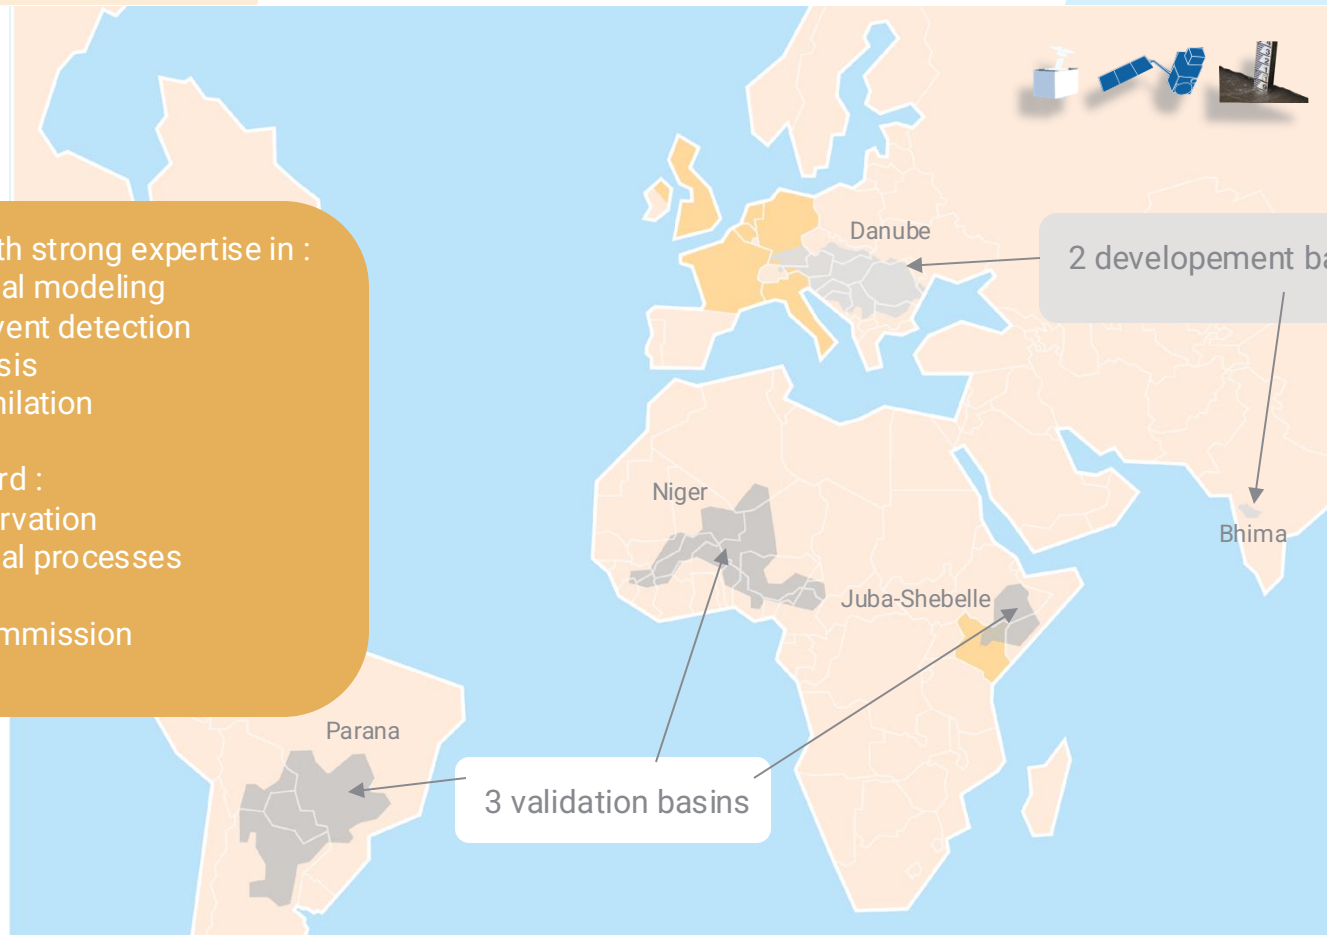 th strong expertise in :
al modeling
vent detection
sis
nilation
rd :
rvation
al processes
mmission
Danube
2 developement ba
Niger
Bhima
Juba-Shebelle
Parana
3 validation basins